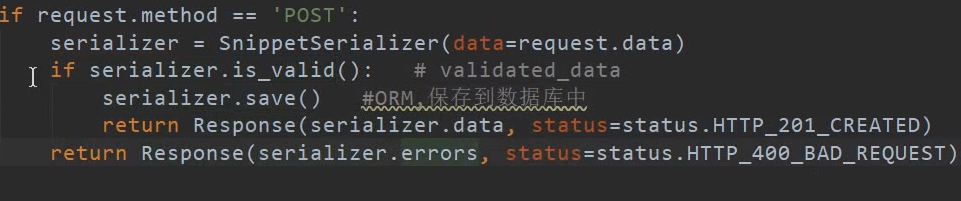 if request.method == 'POST':
    serializer = SnippetSerializer(data=request.data)
    if serializer.is_valid():   # validated_data
        serializer.save()   #ORM,保存到数据库中
        return Response(serializer.data, status=status.HTTP_201_CREATED)
    return Response(serializer.errors, status=status.HTTP_400_BAD_REQUEST)